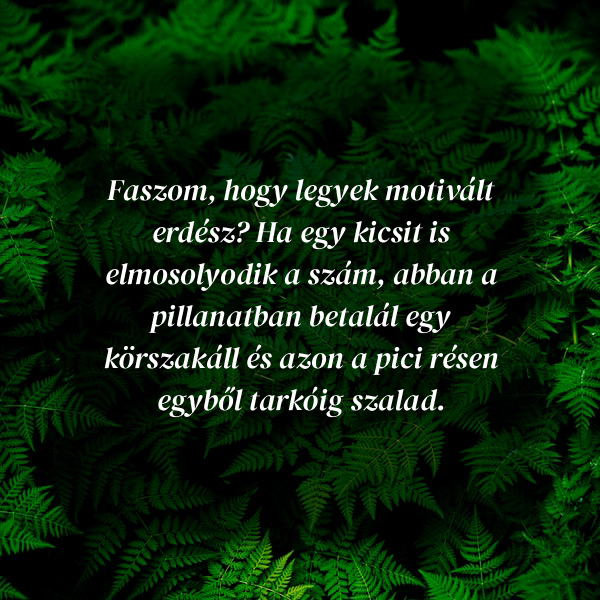 Faszom, hogy legyek motivált
erdész? Ha egy kicsit is
elmosolyodik a szám, abban a
pillanatban betalál egy
körszakáll és azon a pici résen
egyből tarkóig szalad.